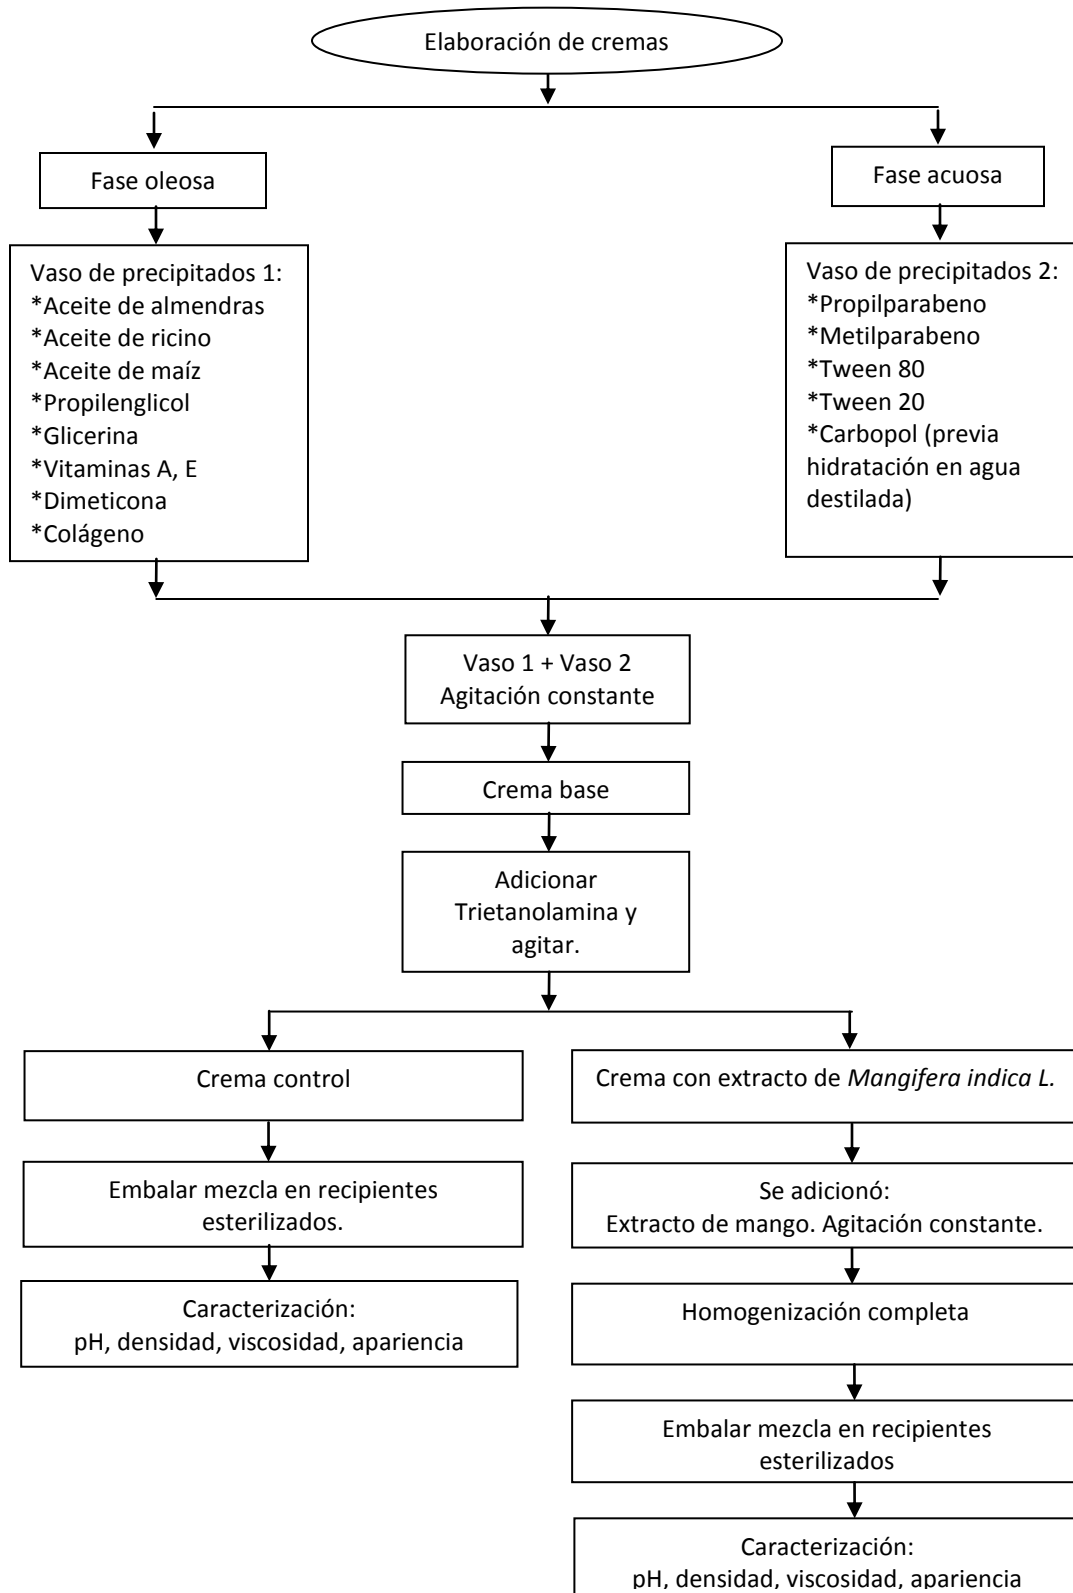 Elaboración de cremas
Fase oleosa
Fase acuosa
Vaso de precipitados 1:
*Aceite de almendras
*Aceite de ricino
*Aceite de maíz
*Propilenglicol
*Glicerina
*Vitaminas A, E
*Dimeticona
*Colágeno
Vaso de precipitados 2:
*Propilparabeno
*Metilparabeno
*Tween 80
*Tween 20
*Carbopol (previa
hidratación en agua
destilada)
Vaso 1 + Vaso 2
Agitación constante
Crema base
Adicionar
Trietanolamina y
agitar.
Crema control
Embalar mezcla en recipientes
esterilizados.
Caracterización:
pH, densidad, viscosidad, apariencia
Crema con extracto de Mangifera indica L.
Se adicionó:
Extracto de mango. Agitación constante.
Homogenización completa
Embalar mezcla en recipientes
esterilizados
Caracterización:
pH, densidad, viscosidad, apariencia